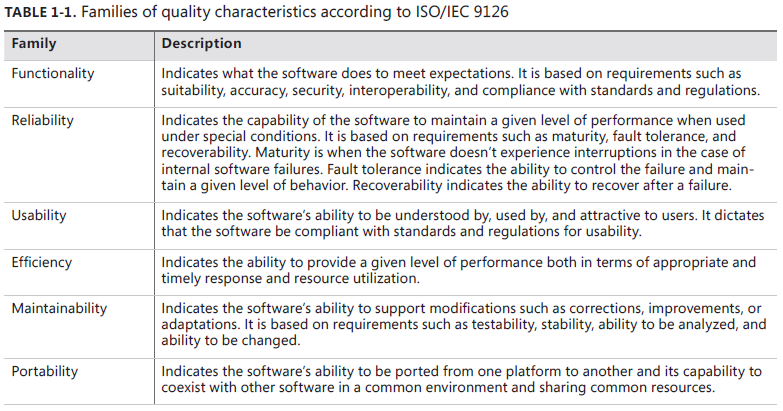 TABLE 1-1. Families of quality characteristics according to ISO/IEC 9126
Family Description
Functionality Indicates what the software does to meet expectations. It is based on requirements such as
suitability, accuracy, security, interoperability, and compliance with standards and regulations.
Reliability Indicates the capability of the software to maintain a given level of performance when used
under special conditions. It is based on requirements such as maturity, fault tolerance, and
recoverability. Maturity is when the software doesn’t experience interruptions in the case of
internal software failures. Fault tolerance indicates the ability to control the failure and main-
tain a given level of behavior. Recoverability indicates the ability to recover after a failure.
Usability Indicates the software’s ability to be understood by, used by, and attractive to users. It dictates
that the software be compliant with standards and regulations for usability.
Efficiency Indicates the ability to provide a given level of performance both in terms of appropriate and
timely response and resource utilization.
Maintainability Indicates the software’s ability to support modifications such as corrections, improvements, or
adaptations. It is based on requirements such as testability, stability, ability to be analyzed, and
ability to be changed.
Portability Indicates the software’s ability to be ported from one platform to another and its capability to
coexist with other software in a common environment and sharing common resources.